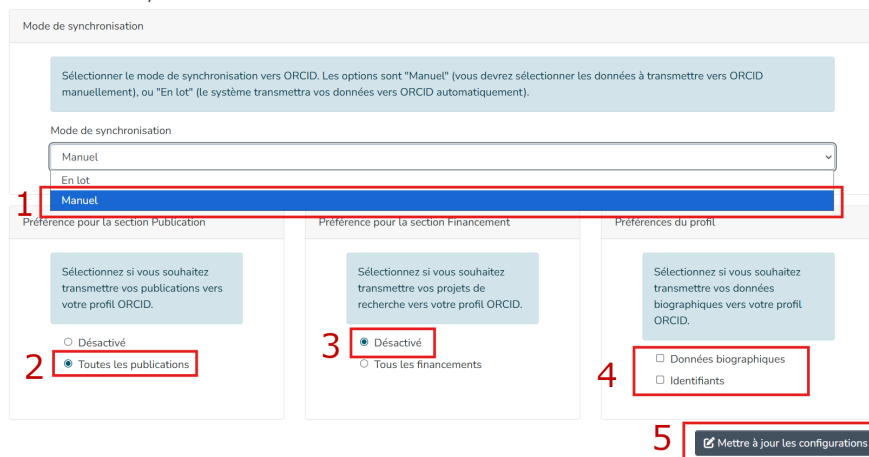 Mode de synchronisation
Sélectionner le mode de synchronisation vers ORCID. Les options sont "Manuel" (vous devrez sélectionner les données à transmettre vers ORCID
manuellement), ou "En lot" (le système transmettra vos données vers ORCID automatiquement).
Mode de synchronisation
Manuel
En lot
1
Manuel
Préférence pour la section Publication
Sélectionnez si vous souhaitez
transmettre vos publications vers
votre profil ORCID.
Désactivé
2
Toutes les publications
Préférence pour la section Financement
Sélectionnez si vous souhaitez
transmettre vos projets de
recherche vers votre profil ORCID.
3
Désactivé
Tous les financements
Préférences du profil
Sélectionnez si vous souhaitez
transmettre vos données
biographiques vers votre profil
ORCID.
4
Données biographiques
Identifiants
5
Mettre à jour les configurations